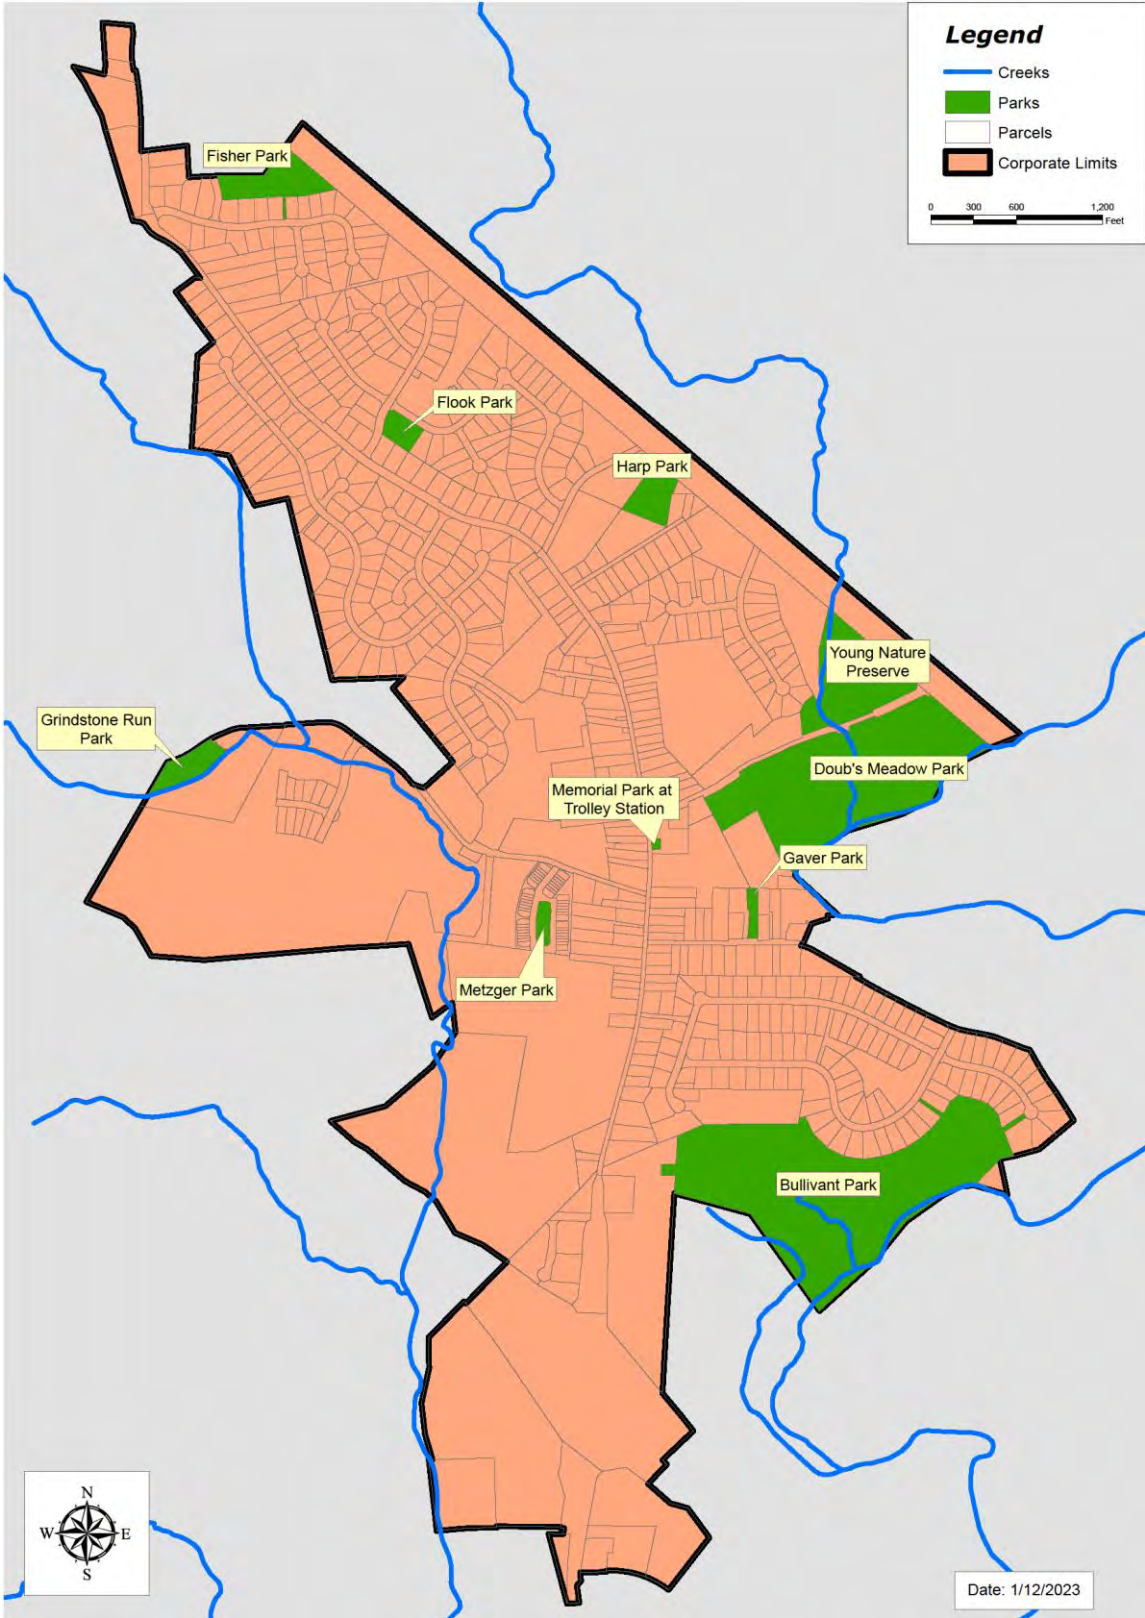 Legend
Creeks
Parks
Parcels
Corporate Limits
0 300 600 1,200
Feet
Fisher Park
Flook Park
Harp Park
Young Nature
Preserve
Grindstone Run
Park
Doub's Meadow Park
Memorial Park at
Trolley Station
Gaver Park
Metzger Park
Bullivant Park
N
W E
S
Date: 1/12/2023